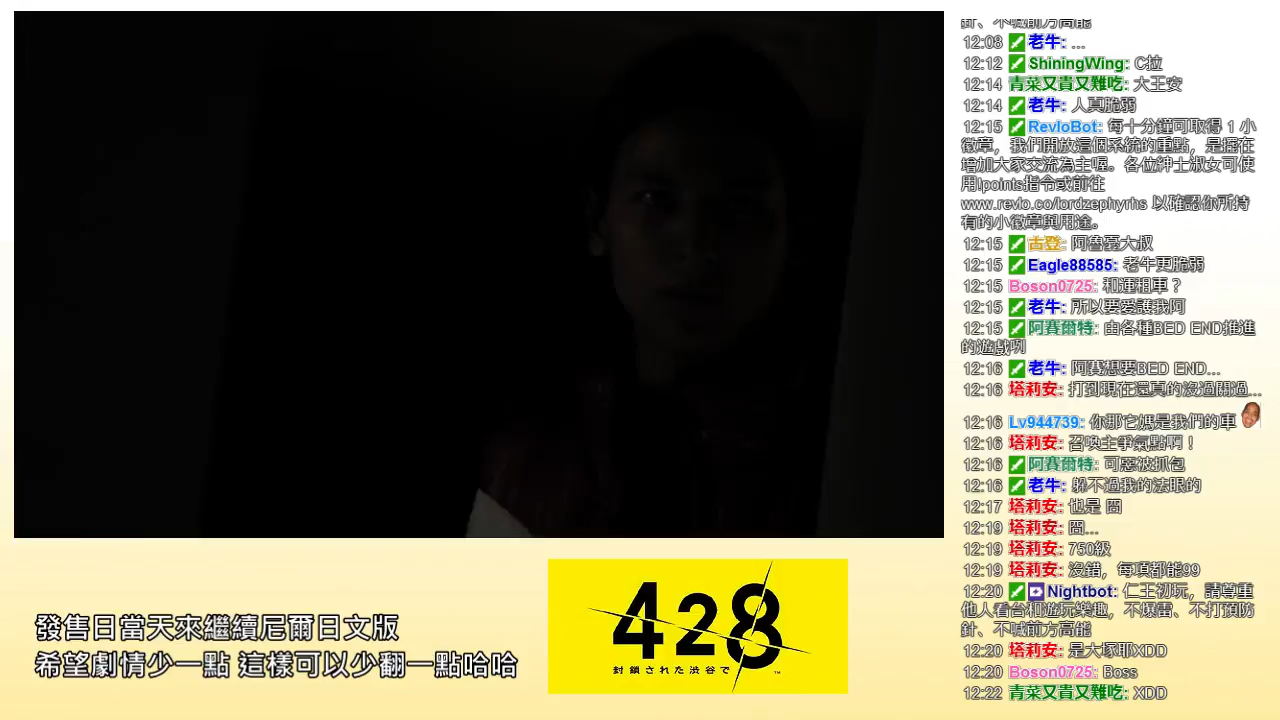 針、不喊前方高能
12:08 老牛: ...
12:12 ShiningWing: C拉
12:14 青菜又貴又難吃: 大王安
12:14 老牛: 人真脆弱
12:15 RevloBot: 每十分鐘可取得 1 小
徽章，我們開放這個系統的重點，是擺在
增加大家交流為主喔。各位紳士淑女可使
用!points指令或前往
www.revlo.co/lordzephyrhs 以確認你所持
有的小徽章與用途。
12:15 古登: 阿魯憂大叔
12:15 Eagle88585: 老牛更脆弱
12:15 Boson0725: 和運租車？
12:15 老牛: 所以要愛護我阿
12:15 阿賽爾特: 由各種BED END推進
的遊戲咧
12:16 老牛: 阿賽想要BED END...
12:16 塔莉安: 打到現在還真的沒過關過...
12:16 Lv944739: 你那它媽是我們的車
12:16 塔莉安: 召喚主爭氣點啊！
12:16 阿賽爾特: 可惡被抓包
12:16 老牛: 躲不過我的法眼的
12:17 塔莉安: 也是 囧
12:19 塔莉安: 囧...
12:19 塔莉安: 750級
12:19 塔莉安: 沒錯，每項都能99
12:20 Nightbot: 仁王初玩，請尊重
他人看台和遊玩樂趣，不爆雷、不打預防
針、不喊前方高能
12:20 塔莉安: 是大塚耶XDD
12:20 Boson0725: Boss
12:22 青菜又貴又難吃: XDD
發售日當天來繼續尼爾日文版
希望劇情少一點 這樣可以少翻一點哈哈
428
封鎖された渋谷で
™